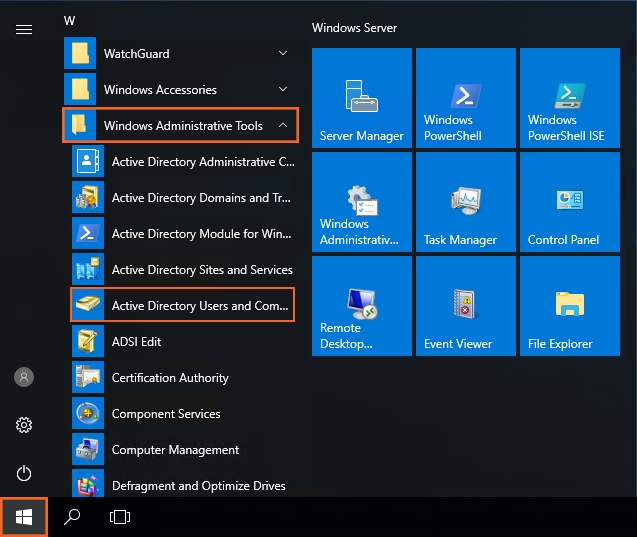 W
WatchGuard
Windows Accessories
Windows Administrative Tools
Active Directory Administrative C...
Active Directory Domains and Tr...
Active Directory Module for Win...
Active Directory Sites and Services
Active Directory Users and Com...
ADSI Edit
Certification Authority
Component Services
Computer Management
Defragment and Optimize Drives
Windows Server
Server Manager
Windows
PowerShell
Windows
PowerShell ISE
Windows
Administrativ...
Task Manager
Control Panel
Remote
Desktop...
Event Viewer
File Explorer